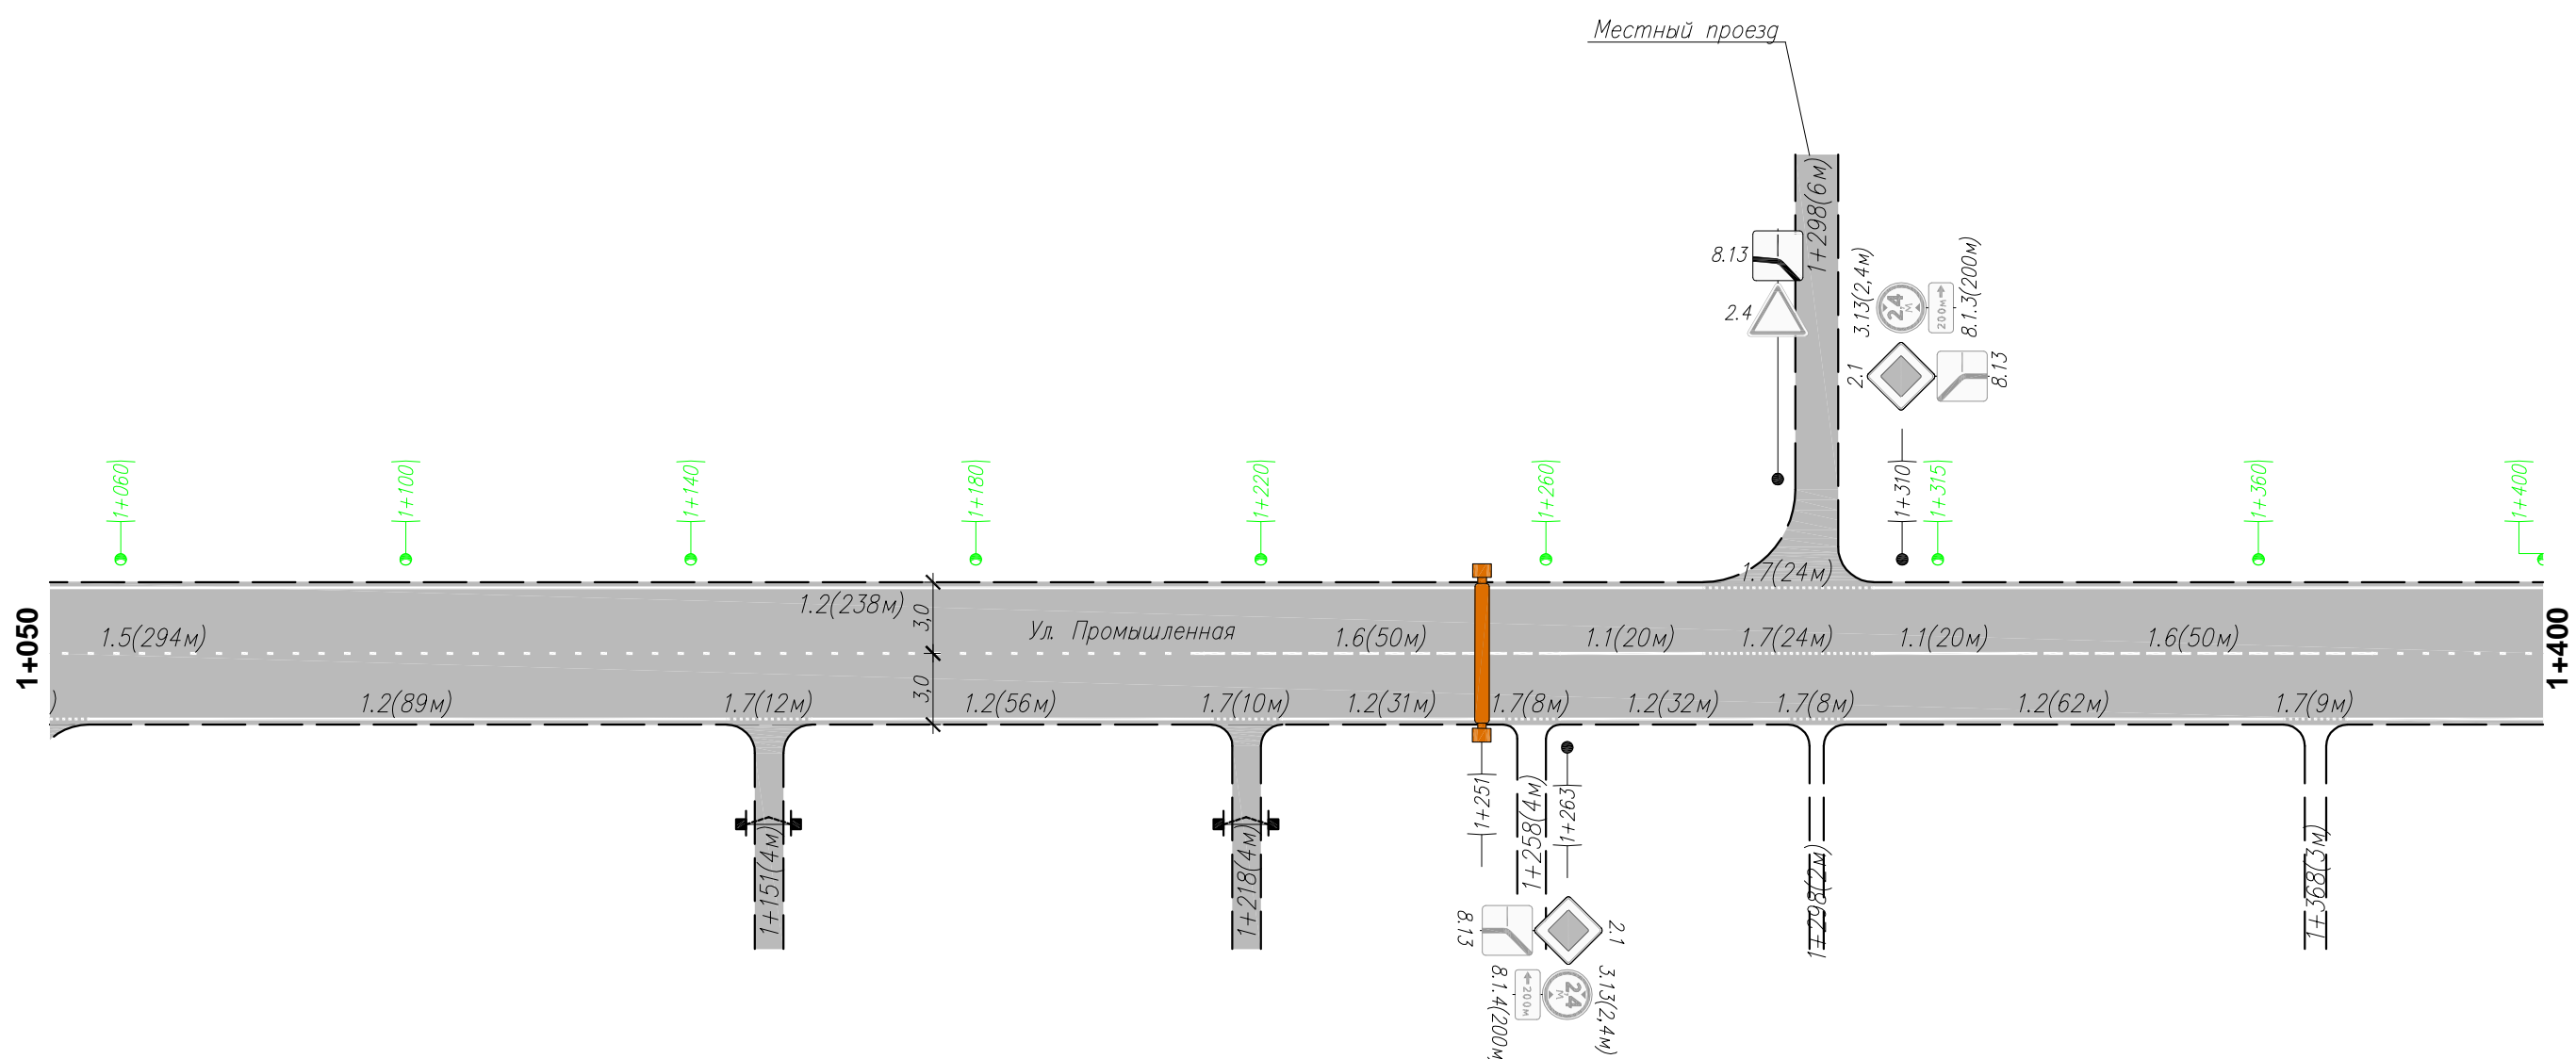 Местный проезд
1+298(6м)
8.13
2.4
3.13(2,4м)
2,4
М
200м
8.1.3(200м)
2.1
8.13
1+060
1+100
1+140
1+180
1+220
1+260
1+310
1+315
1+360
1+400
1.7(24м)
1+050
1.2(238м)
3,0
1.5(294м)
Ул. Промышленная
1.6(50м)
1.1(20м)
1.7(24м)
1.1(20м)
1.6(50м)
1+400
)
1.2(89м)
1.7(12м)
3,0
1.2(56м)
1.7(10м)
1.2(31м)
1.7(8м)
1.2(32м)
1.7(8м)
1.2(62м)
1.7(9м)
1+151(4м)
1+218(4м)
1+251
1+258(4м)
1+263
1+298(2м)
1+368(3м)
8.13
2.1
8.1.4(200м
200м
2,4
М
3.13(2,4м)